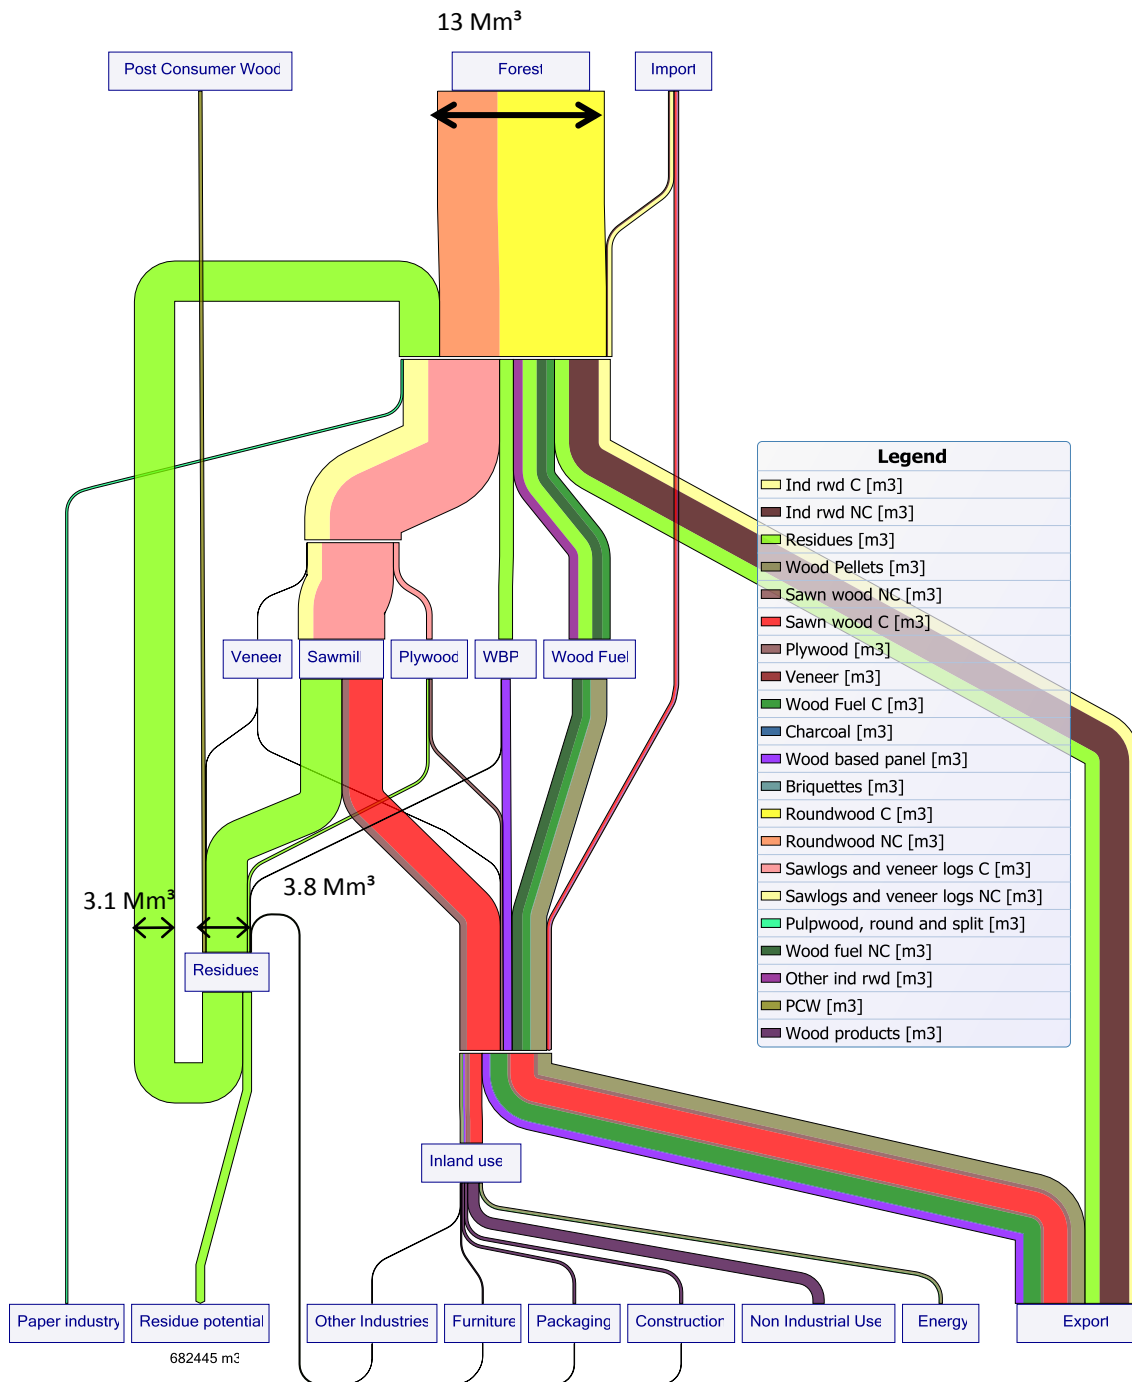 13 Mm³
Post Consumer Wood
Forest
Import
Legend
Ind rwd C [m3]
Ind rwd NC [m3]
Residues [m3]
Wood Pellets [m3]
Sawn wood NC [m3]
Sawn wood C [m3]
Plywood [m3]
Veneer [m3]
Wood Fuel C [m3]
Charcoal [m3]
Wood based panel [m3]
Briquettes [m3]
Roundwood C [m3]
Roundwood NC [m3]
Sawlogs and veneer logs C [m3]
Sawlogs and veneer logs NC [m3]
Pulpwood, round and split [m3]
Wood fuel NC [m3]
Other ind rwd [m3]
PCW [m3]
Wood products [m3]
Veneer
Sawmill
Plywood
WBP
Wood Fuel
3.1 Mm³
3.8 Mm³
Residues
Inland use
Paper industry
Residue potential
Other Industries
Furniture
Packaging
Construction
Non Industrial Use
Energy
Export
682445 m3